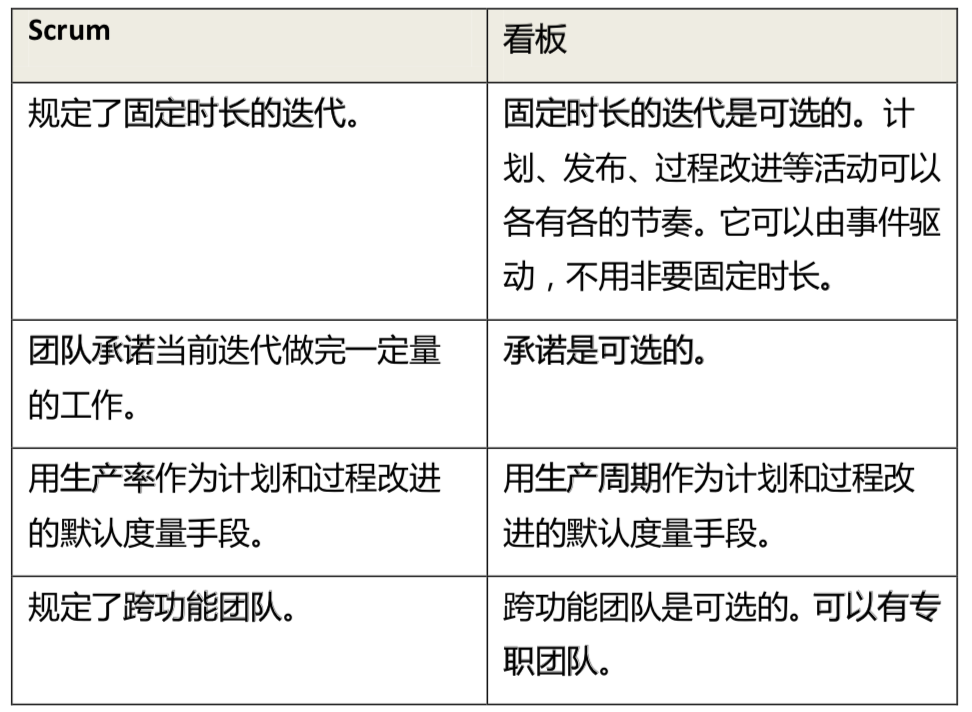 Scrum
看板
规定了固定时长的迭代。
固定时长的迭代是可选的。计
划、发布、过程改进等活动可以
各有各的节奏。它可以由事件驱
动，不用非要固定时长。
团队承诺当前迭代做完一定量
的工作。
承诺是可选的。
用生产率作为计划和过程改进
的默认度量手段。
用生产周期作为计划和过程改
进的默认度量手段。
规定了跨功能团队。
跨功能团队是可选的。可以有专
职团队。